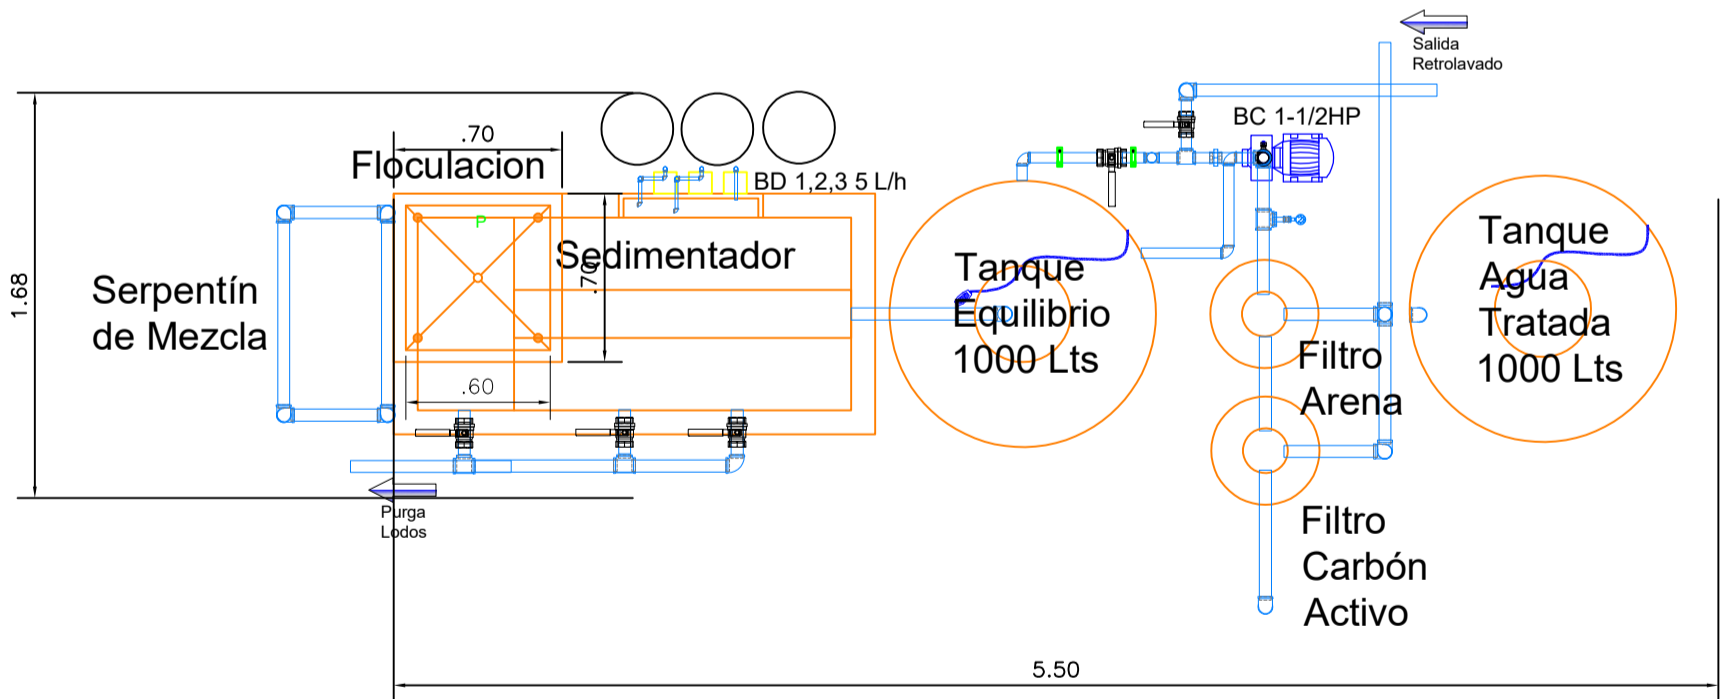 Salida
Retrolavado
BC 1-1/2HP
.70
Floculacion
BD 1,2,3 5 L/h
P
Sedimentador
.70
Serpentín
de Mezcla
1.68
.60
Tanque
Equilibrio
1000 Lts
Tanque
Agua
Tratada
1000 Lts
Filtro
Arena
Purga
Lodos
Filtro
Carbón
Activo
5.50